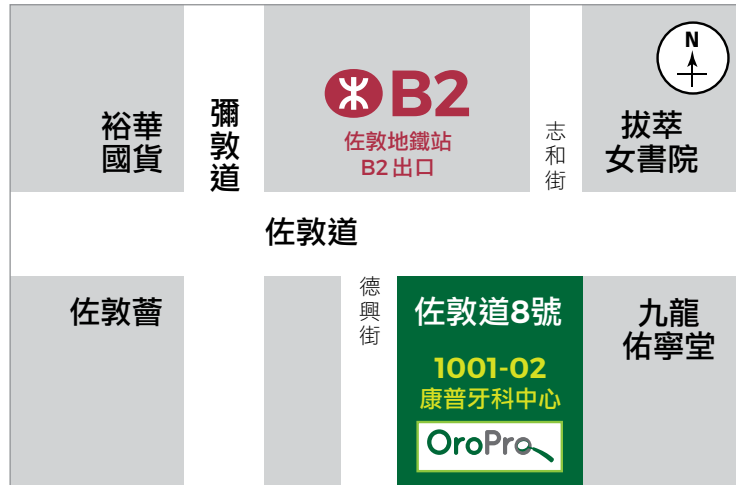 N
裕華
國貨
彌敦道
B2
佐敦地鐵站
B2出口
志和街
拔萃
女書院
佐敦道
佐敦薈
德興街
佐敦道8號
1001-02
康普牙科中心
OroPro
九龍
佑寧堂